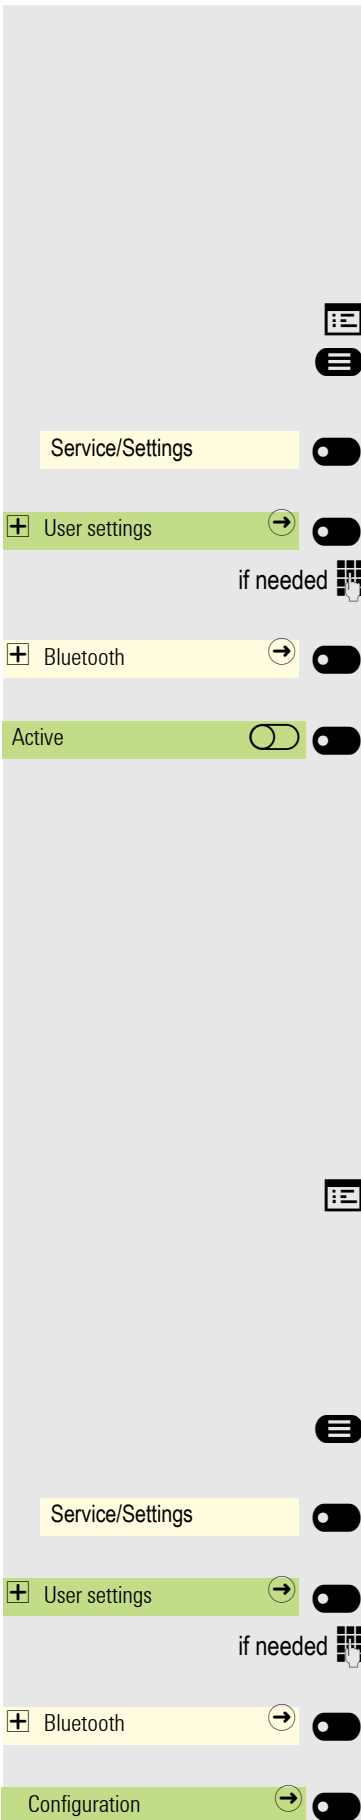 Service/Settings
User settings
if needed
Bluetooth
Active
Service/Settings
User settings
if needed
Bluetooth
Configuration